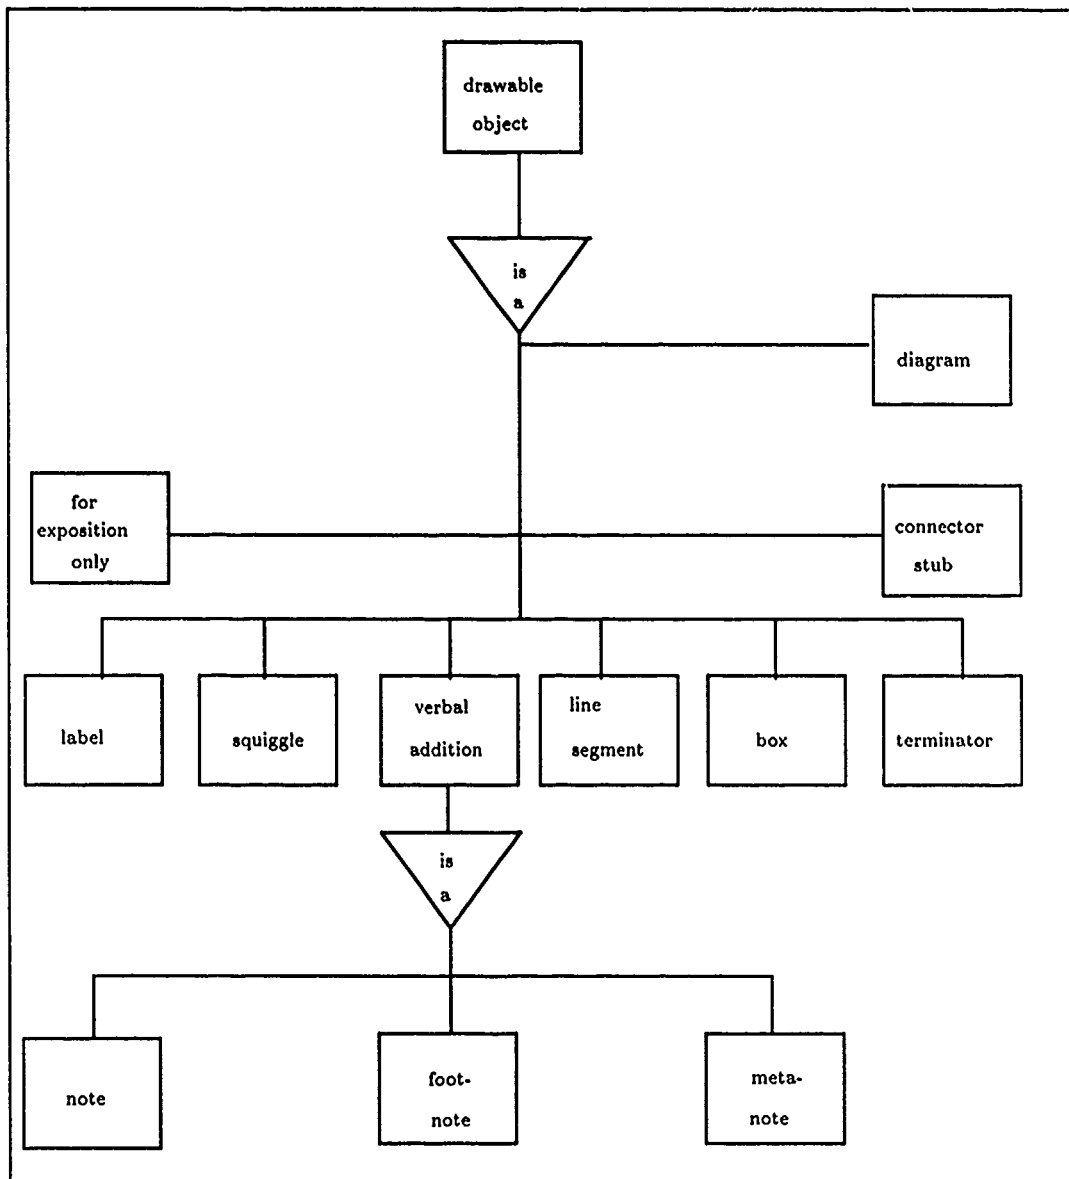 drawable
object
is
a
diagram
for
exposition
only
connector
stub
label
squiggle
verbal
addition
line
segment
box
terminator
is
a
note
foot-
note
meta-
note